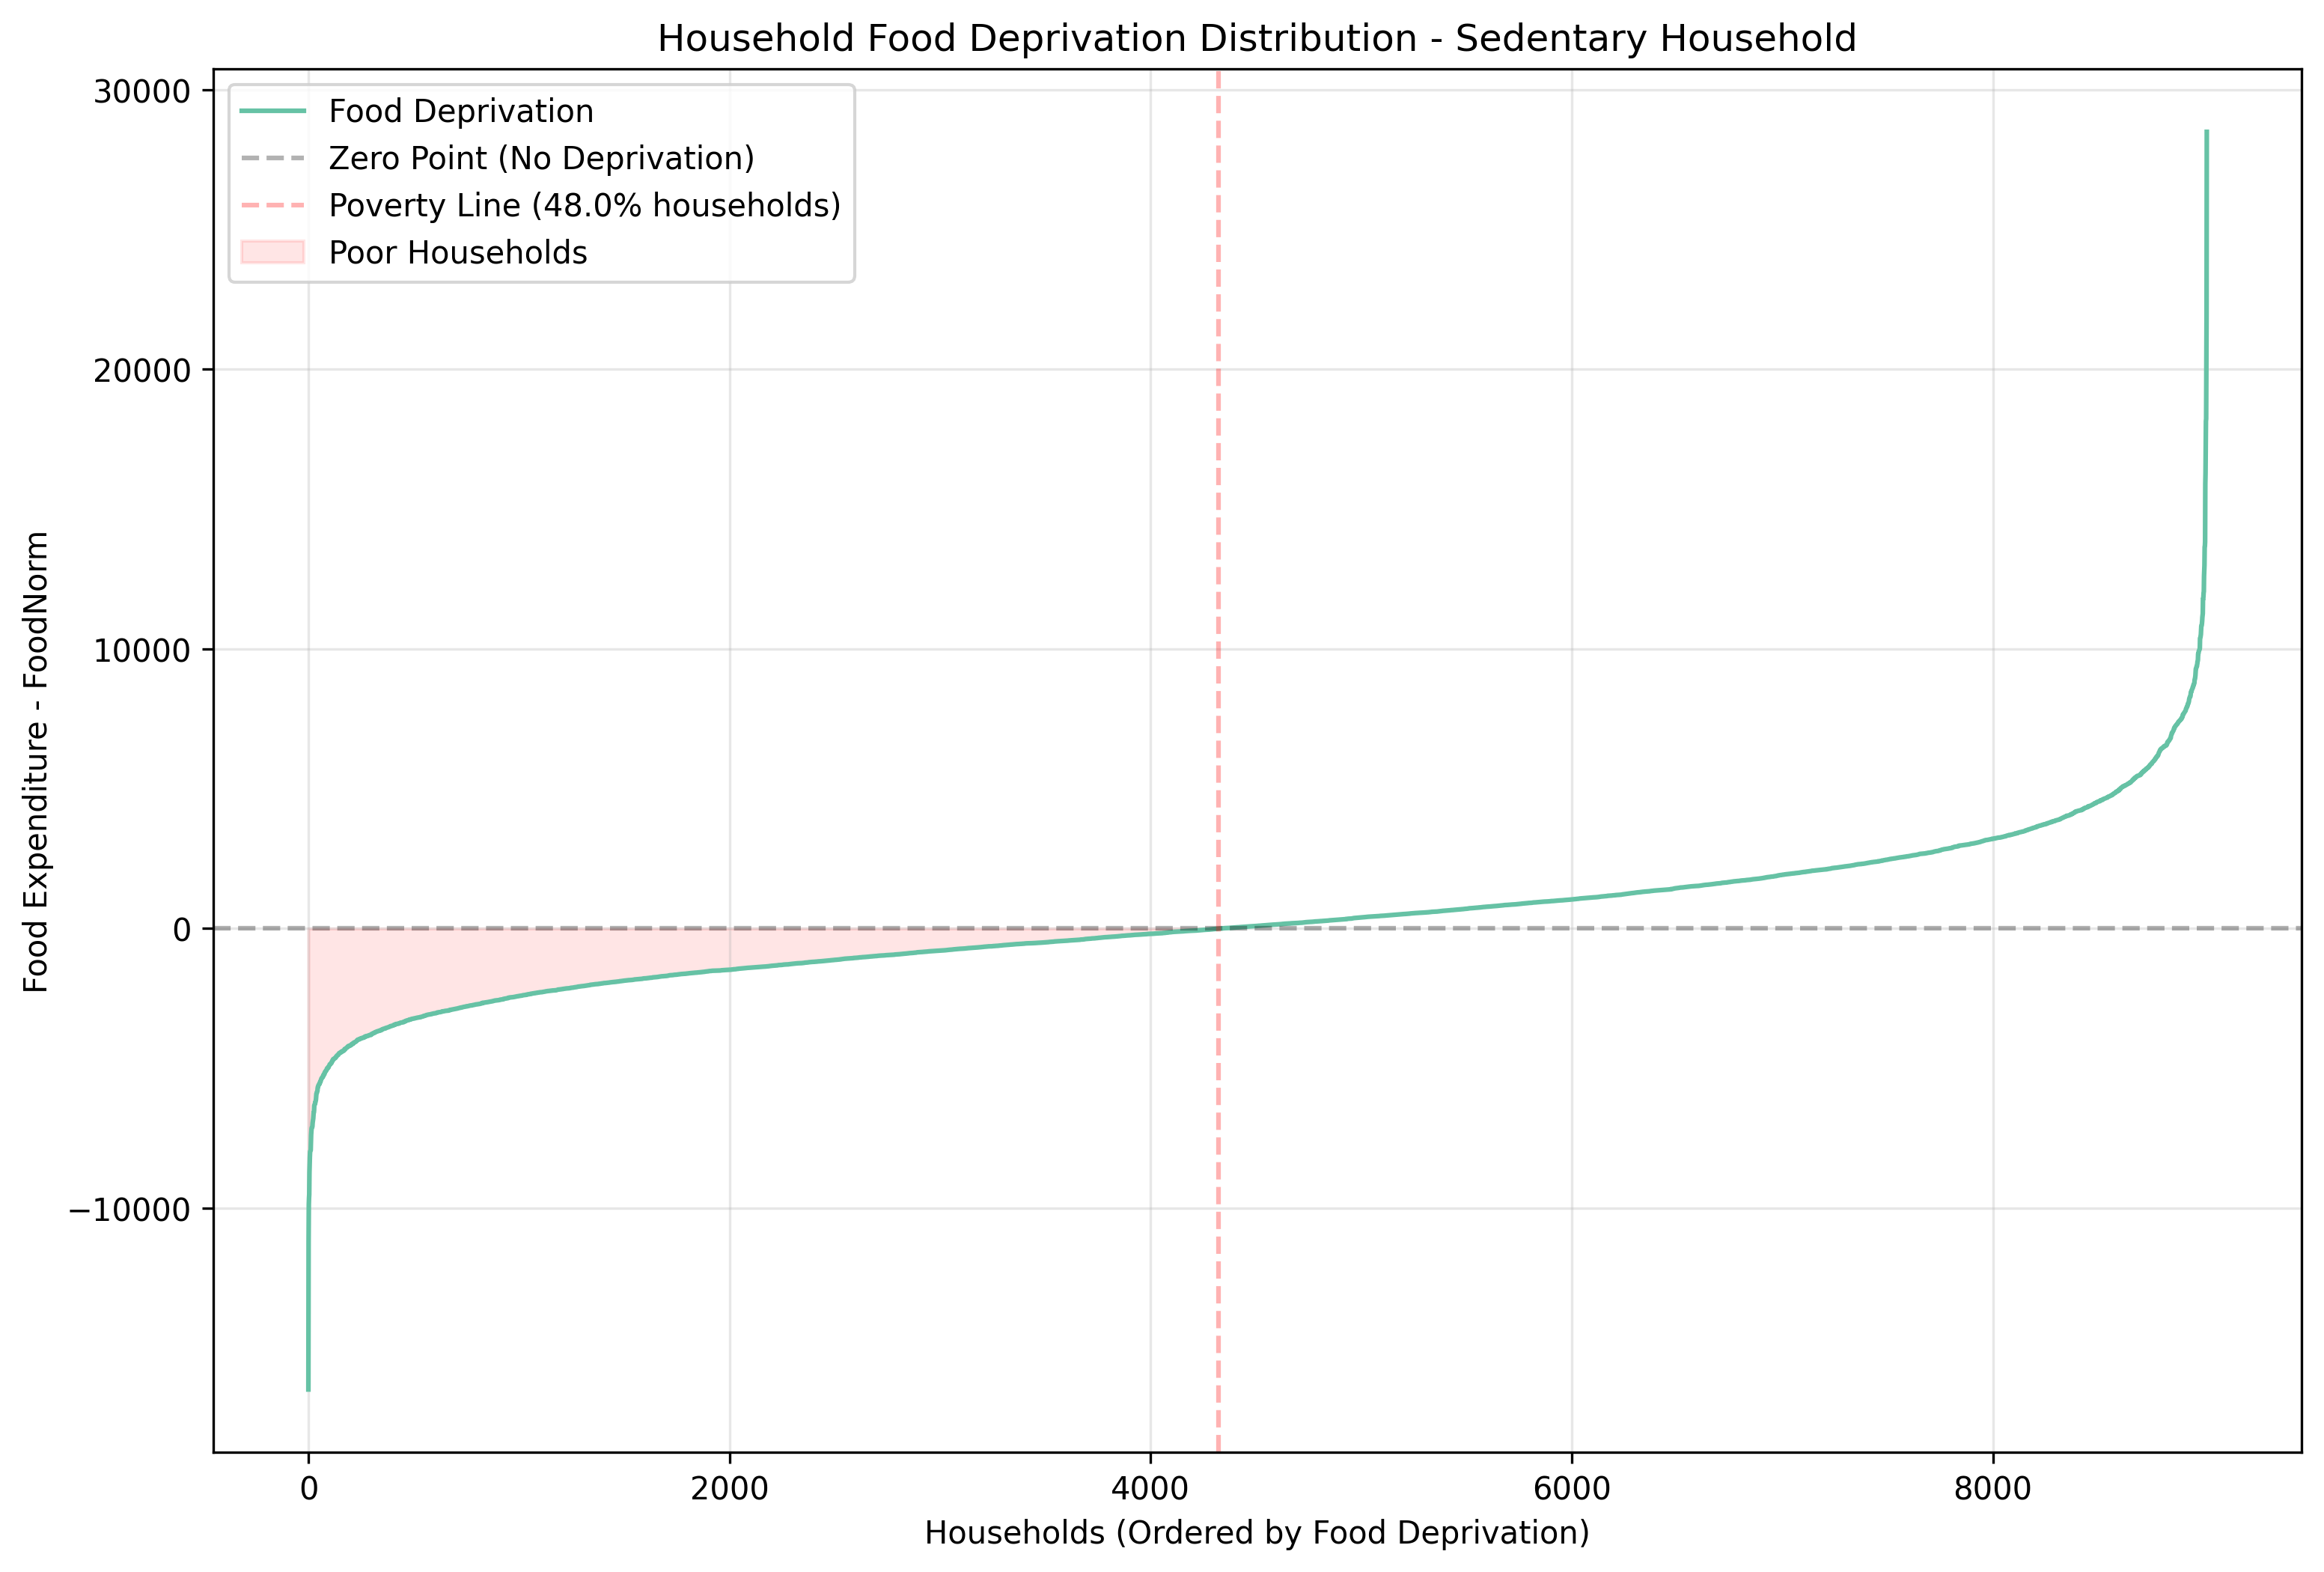 Household Food Deprivation Distribution - Sedentary Household
Food Deprivation
Zero Point (No Deprivation)
Poverty Line (48.0% households)
Poor Households
30000
20000
10000
0
−10000
Food Expenditure - FoodNorm
0 2000 4000 6000 8000
Households (Ordered by Food Deprivation)